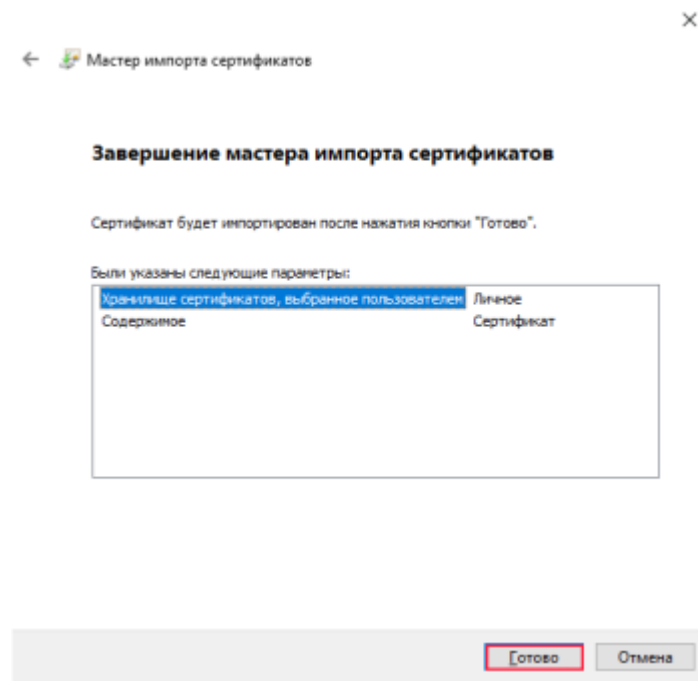 Мастер импорта сертификатов
Завершение мастера импорта сертификатов
Сертификат будет импортирован после нажатия кнопки "Готово".
Были указаны следующие параметры:
Хранилище сертификатов, выбранное пользователем Личное
Содержимое Сертификат
Готово Отмена